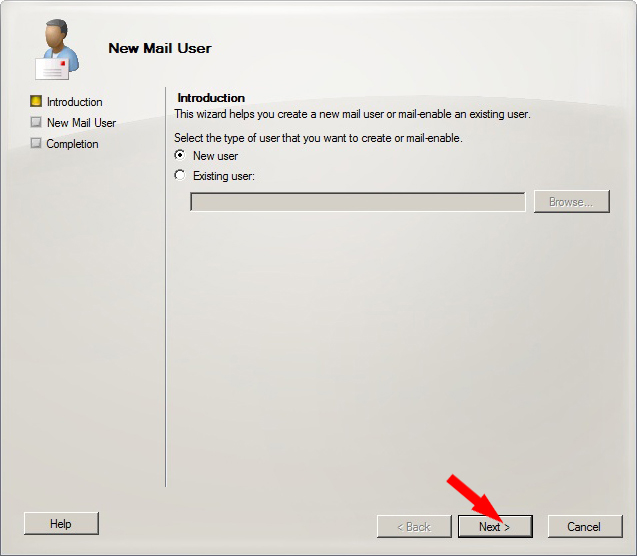 New Mail User
Introduction
New Mail User
Completion
Introduction
This wizard helps you create a new mail user or mail-enable an existing user.
Select the type of user that you want to create or mail-enable.
New user
Existing user:
Browse...
Help
< Back
Next >
Cancel